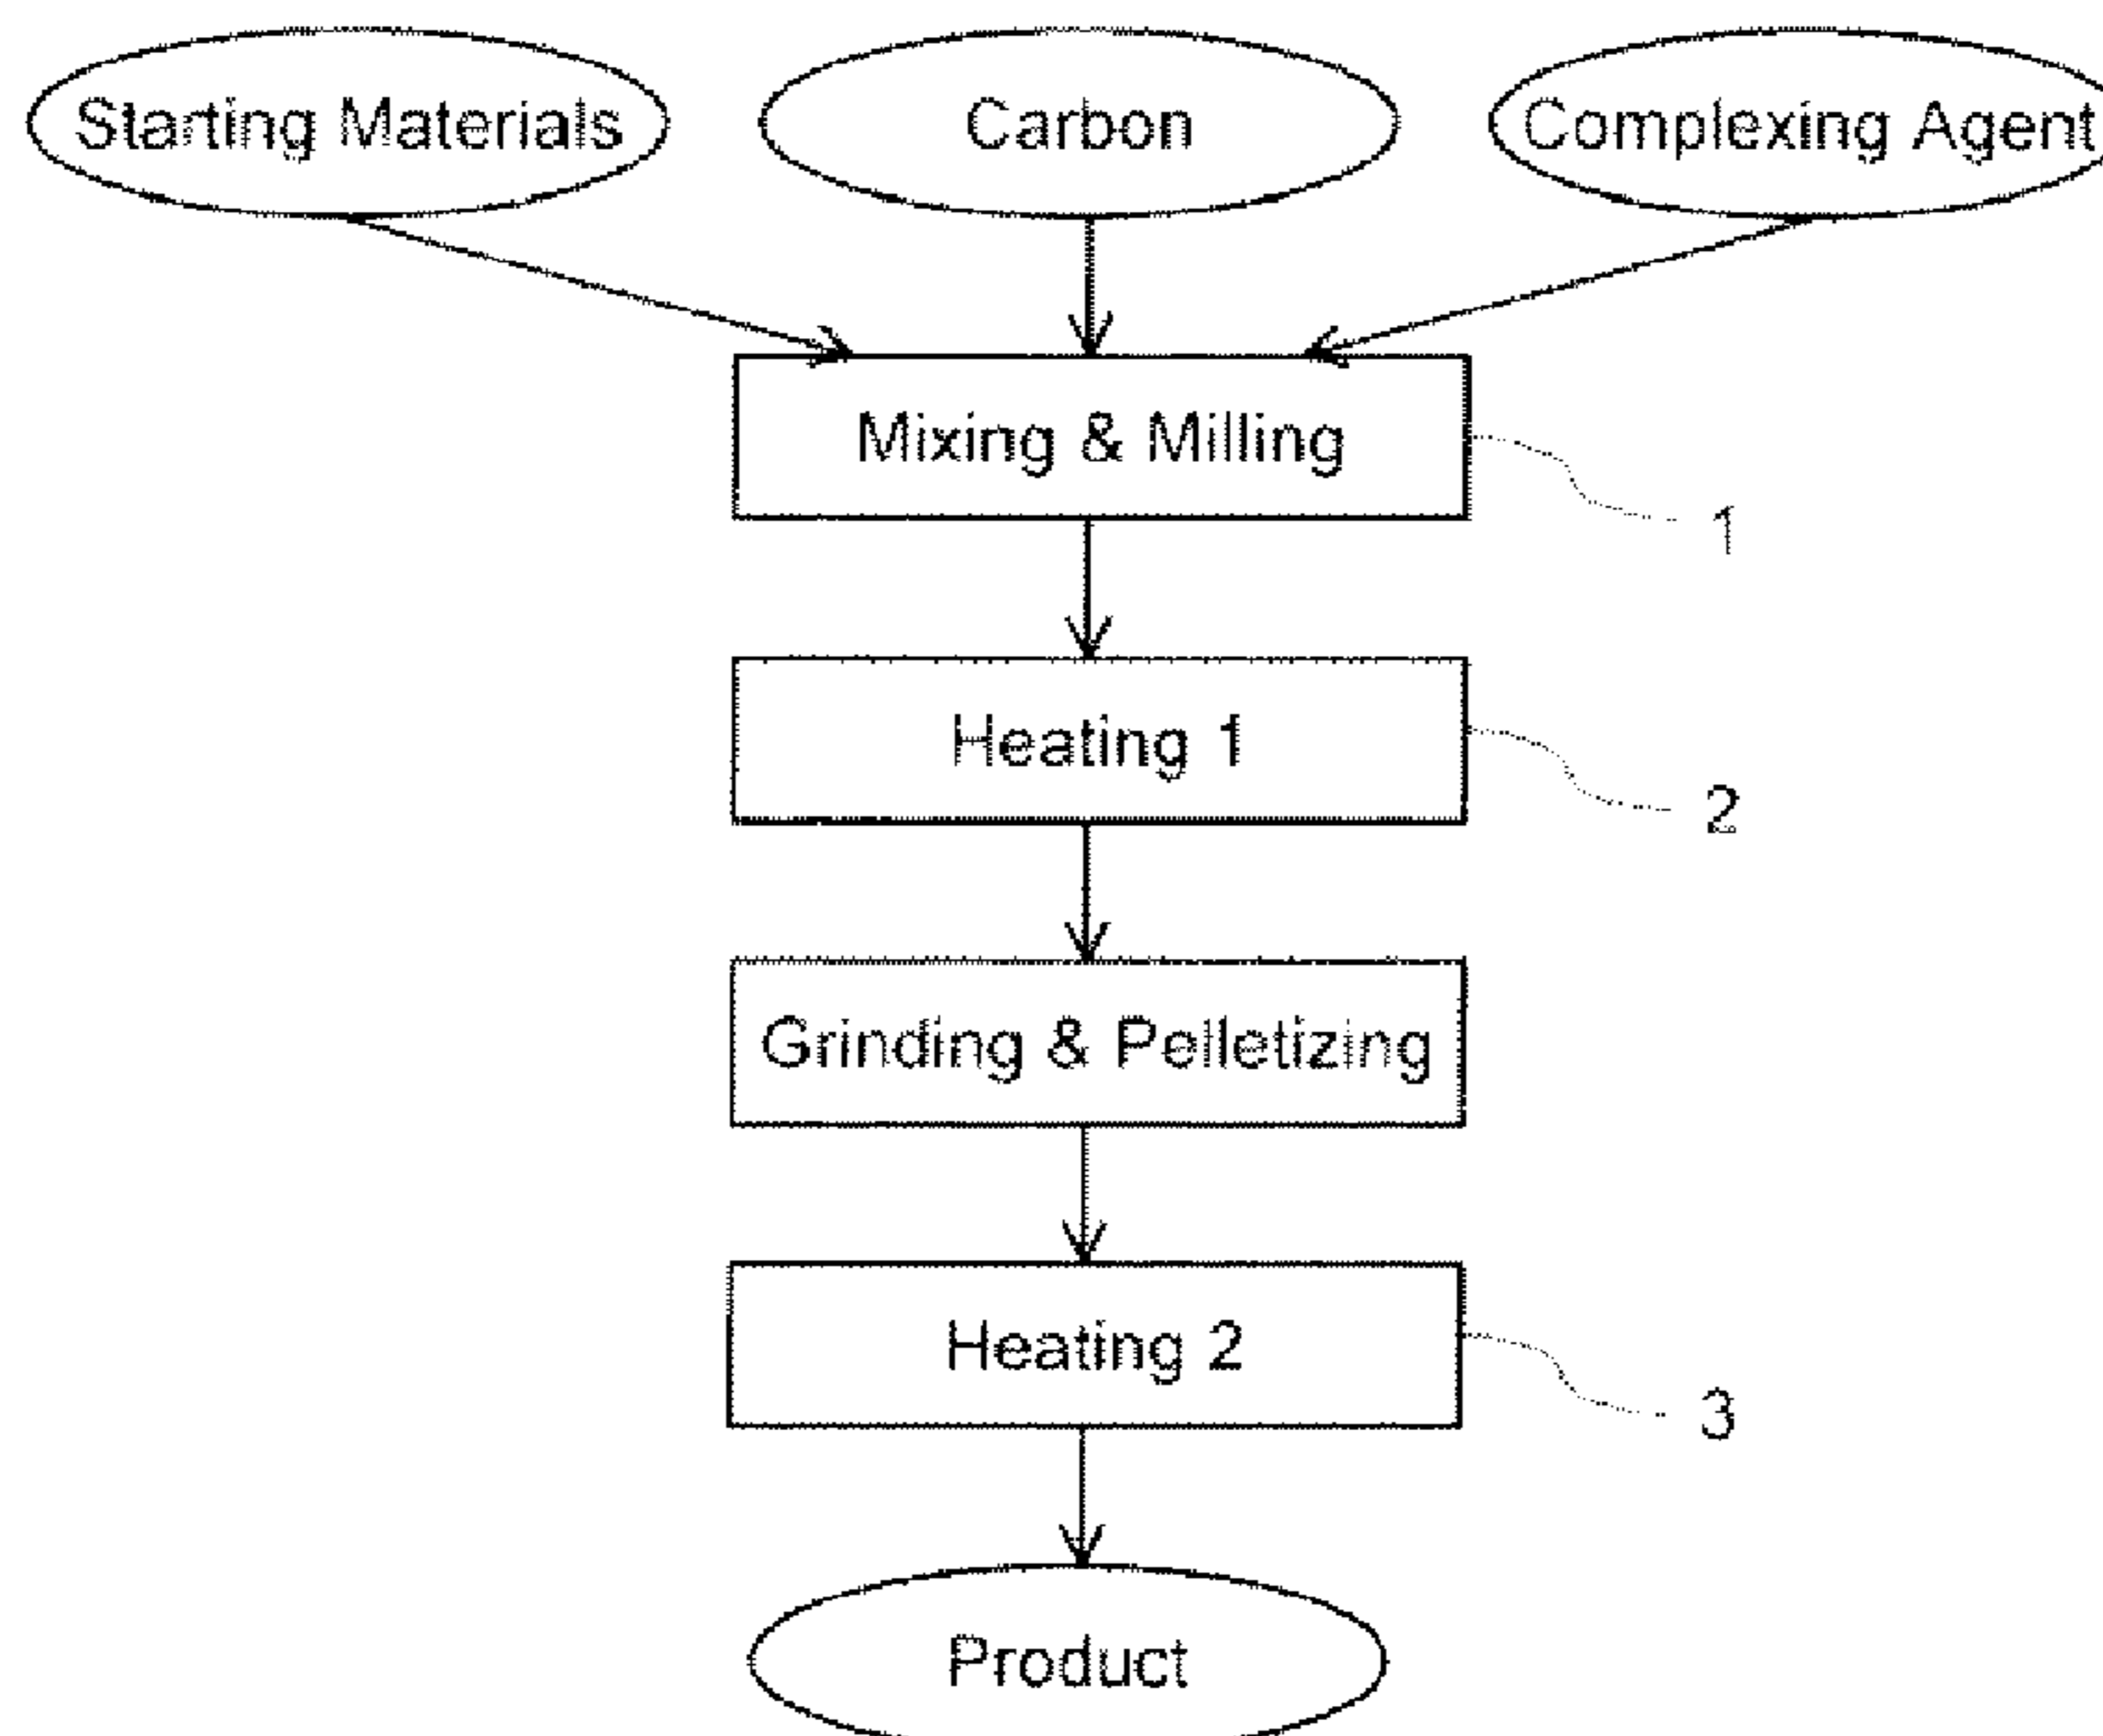 Starting Materials
Carbon
Complexing Agent
Mixing & Milling
1
Heating 1
2
Grinding & Pelletizing
Heating 2
3
Product